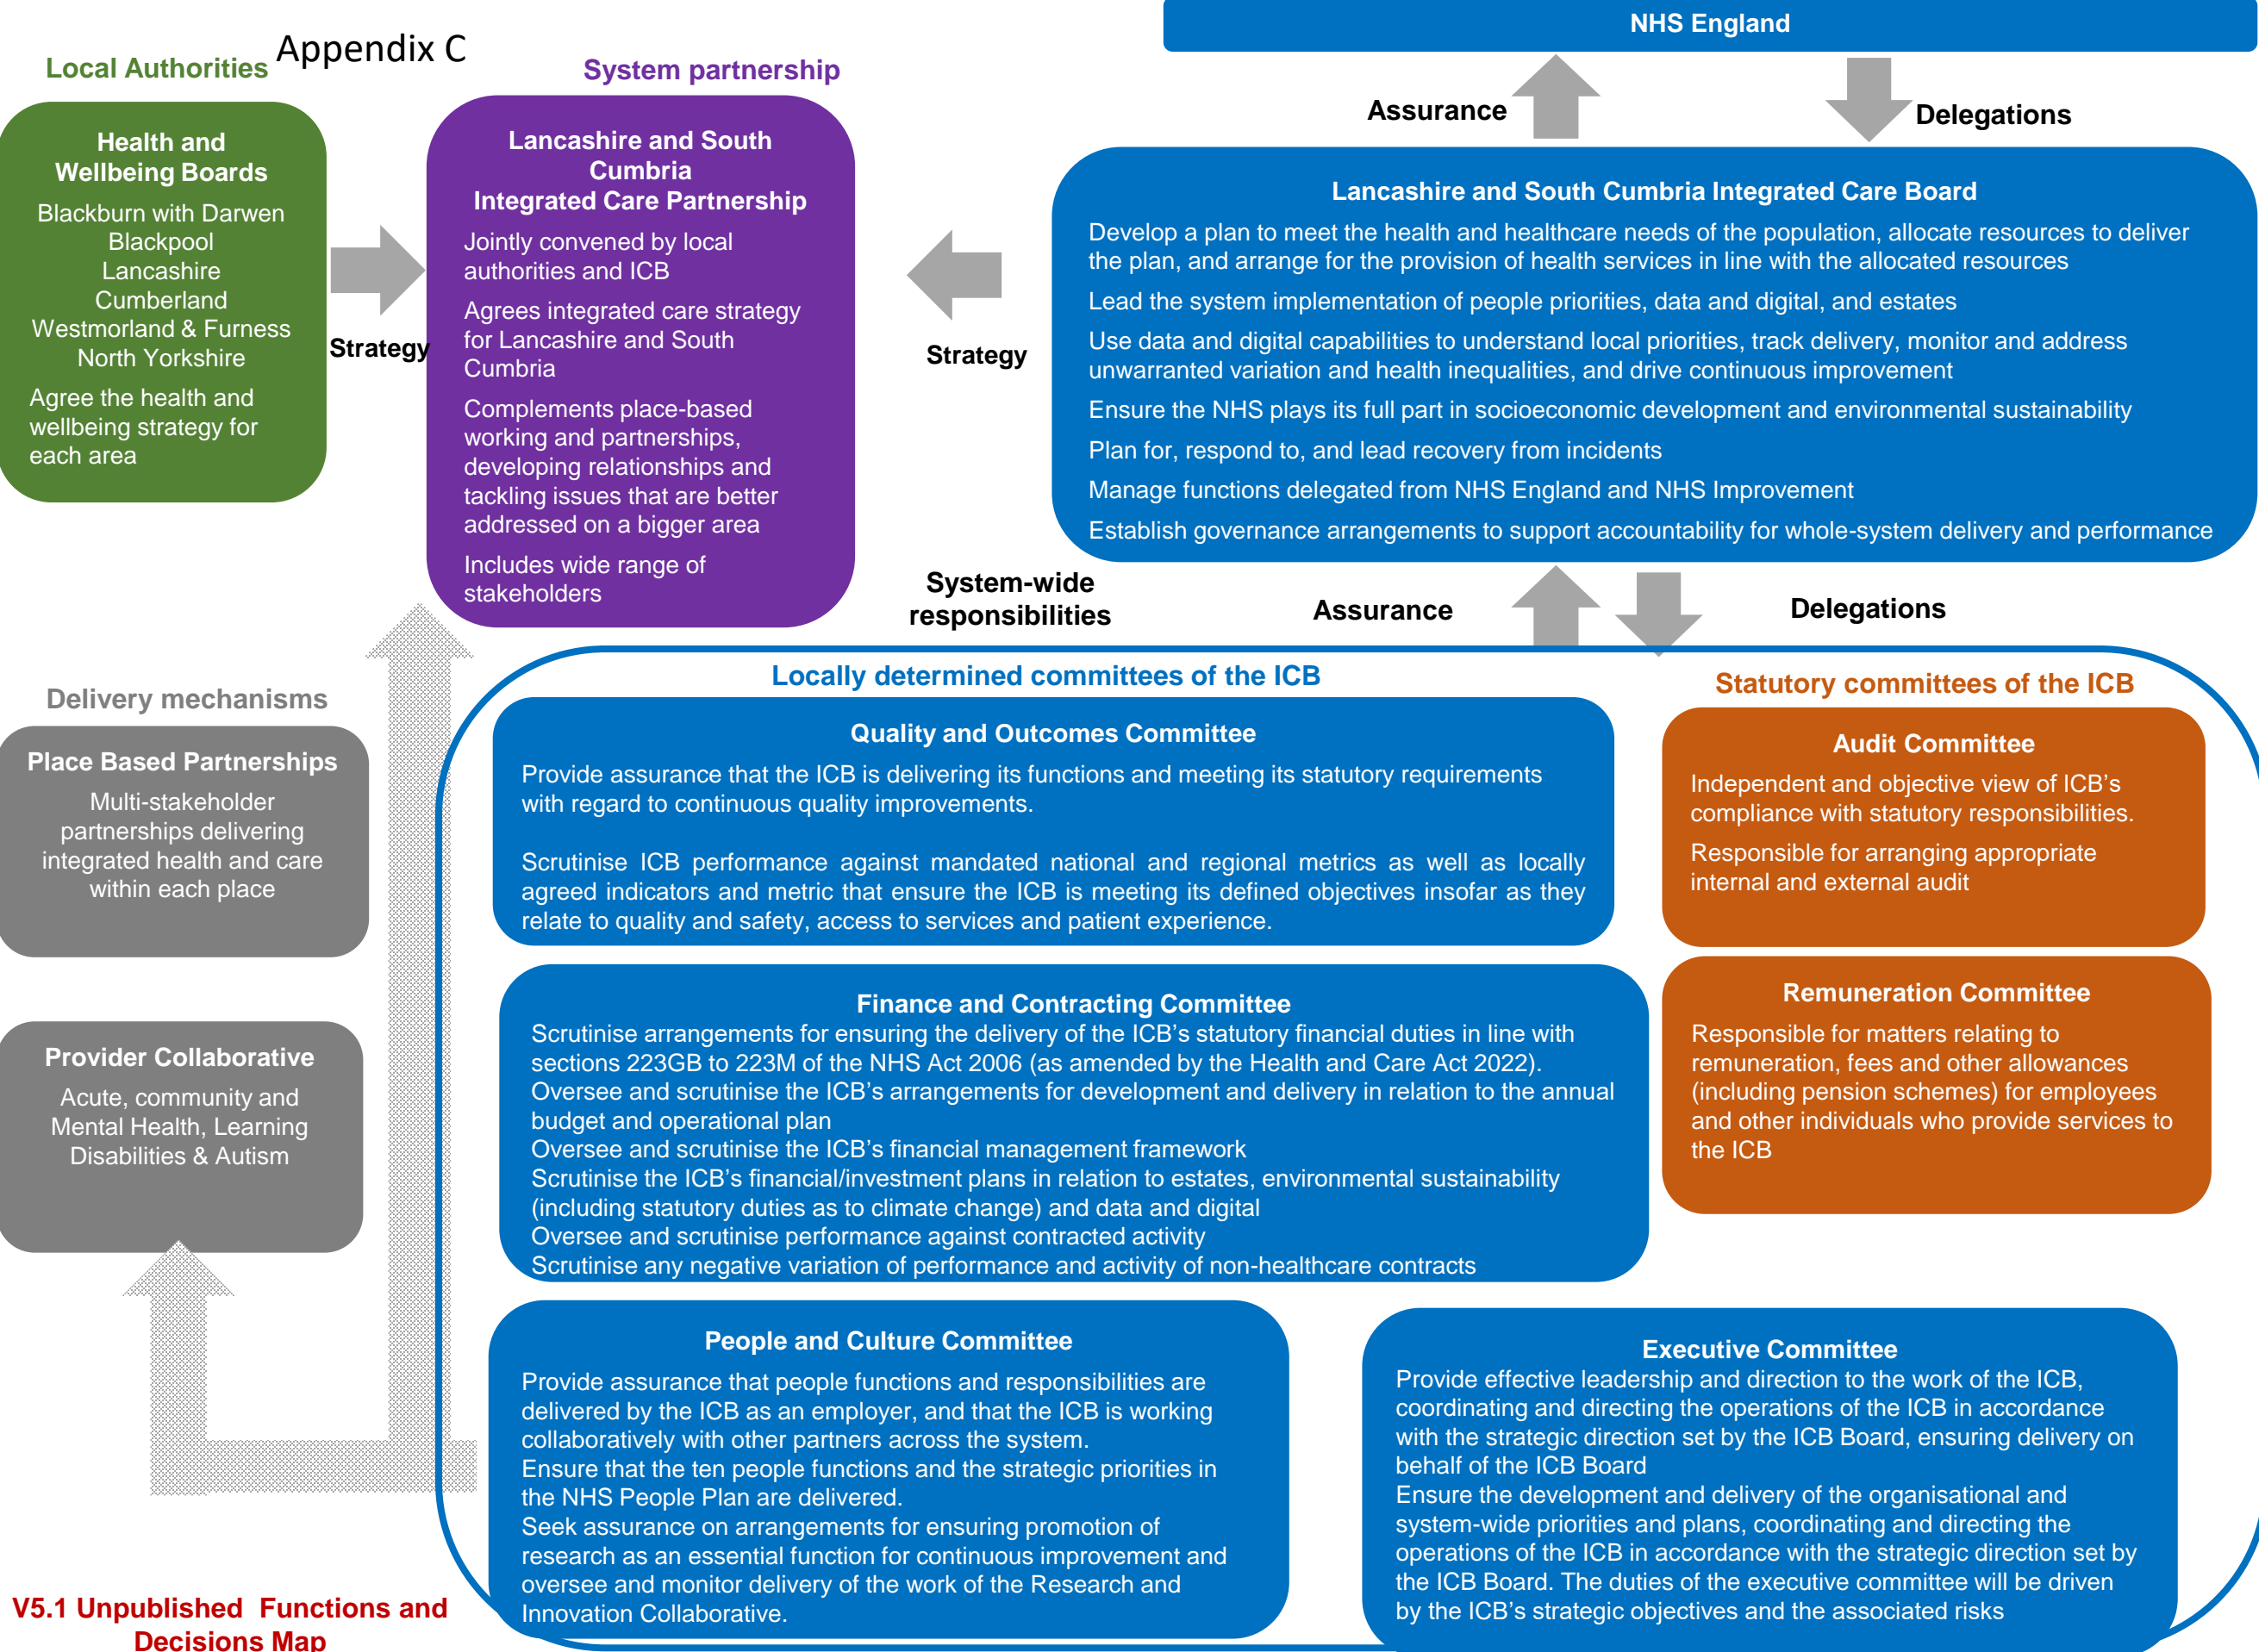 Appendix C
Local Authorities
Health and
Wellbeing Boards
Blackburn with Darwen
Blackpool
Lancashire
Cumberland
Westmorland & Furness
North Yorkshire
Agree the health and
wellbeing strategy for
each area
Strategy
System partnership
Lancashire and South
Cumbria
Integrated Care Partnership
Jointly convened by local
authorities and ICB
Agrees integrated care strategy
for Lancashire and South
Cumbria
Complements place-based
working and partnerships,
developing relationships and
tackling issues that are better
addressed on a bigger area
Includes wide range of
stakeholders
Strategy
NHS England
Assurance
Delegations
Lancashire and South Cumbria Integrated Care Board
Develop a plan to meet the health and healthcare needs of the population, allocate resources to deliver
the plan, and arrange for the provision of health services in line with the allocated resources
Lead the system implementation of people priorities, data and digital, and estates
Use data and digital capabilities to understand local priorities, track delivery, monitor and address
unwarranted variation and health inequalities, and drive continuous improvement
Ensure the NHS plays its full part in socioeconomic development and environmental sustainability
Plan for, respond to, and lead recovery from incidents
Manage functions delegated from NHS England and NHS Improvement
Establish governance arrangements to support accountability for whole-system delivery and performance
System-wide
responsibilities
Assurance
Delegations
Delivery mechanisms
Place Based Partnerships
Multi-stakeholder
partnerships delivering
integrated health and care
within each place
Provider Collaborative
Acute, community and
Mental Health, Learning
Disabilities & Autism
Locally determined committees of the ICB
Quality and Outcomes Committee
Provide assurance that the ICB is delivering its functions and meeting its statutory requirements
with regard to continuous quality improvements.
Scrutinise ICB performance against mandated national and regional metrics as well as locally
agreed indicators and metric that ensure the ICB is meeting its defined objectives insofar as they
relate to quality and safety, access to services and patient experience.
Finance and Contracting Committee
Scrutinise arrangements for ensuring the delivery of the ICB's statutory financial duties in line with
sections 223GB to 223M of the NHS Act 2006 (as amended by the Health and Care Act 2022).
Oversee and scrutinise the ICB's arrangements for development and delivery in relation to the annual
budget and operational plan
Oversee and scrutinise the ICB's financial management framework
Scrutinise the ICB's financial/investment plans in relation to estates, environmental sustainability
(including statutory duties as to climate change) and data and digital
Oversee and scrutinise performance against contracted activity
Scrutinise any negative variation of performance and activity of non-healthcare contracts
Statutory committees of the ICB
Audit Committee
Independent and objective view of ICB's
compliance with statutory responsibilities.
Responsible for arranging appropriate
internal and external audit
Remuneration Committee
Responsible for matters relating to
remuneration, fees and other allowances
(including pension schemes) for employees
and other individuals who provide services to
the ICB
People and Culture Committee
Provide assurance that people functions and responsibilities are
delivered by the ICB as an employer, and that the ICB is working
collaboratively with other partners across the system.
Ensure that the ten people functions and the strategic priorities in
the NHS People Plan are delivered.
Seek assurance on arrangements for ensuring promotion of
research as an essential function for continuous improvement and
oversee and monitor delivery of the work of the Research and
Innovation Collaborative.
Executive Committee
Provide effective leadership and direction to the work of the ICB,
coordinating and directing the operations of the ICB in accordance
with the strategic direction set by the ICB Board, ensuring delivery on
behalf of the ICB Board
Ensure the development and delivery of the organisational and
system-wide priorities and plans, coordinating and directing the
operations of the ICB in accordance with the strategic direction set by
the ICB Board. The duties of the executive committee will be driven
by the ICB's strategic objectives and the associated risks
V5.1 Unpublished Functions and
Decisions Map